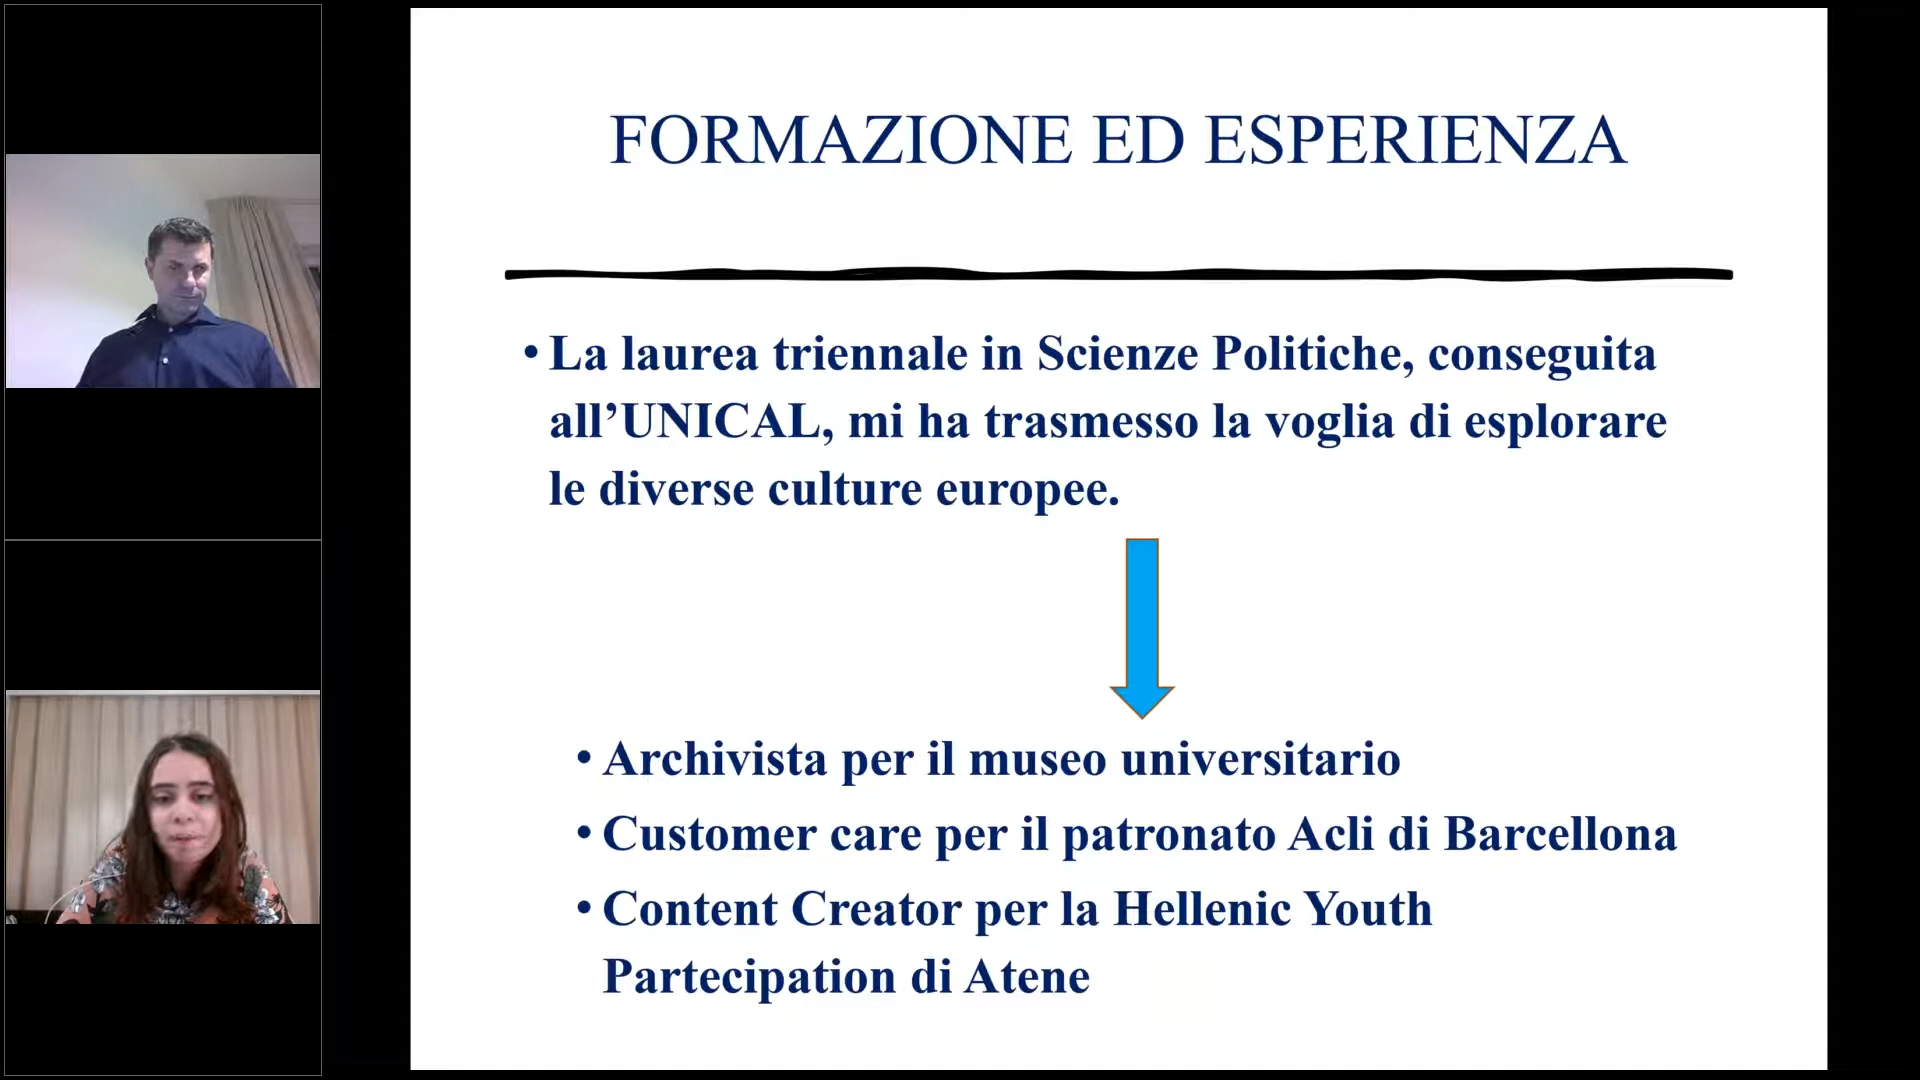 FORMAZIONE ED ESPERIENZA
• La laurea triennale in Scienze Politiche, conseguita
all’UNICAL, mi ha trasmesso la voglia di esplorare
le diverse culture europee.
• Archivista per il museo universitario
• Customer care per il patronato Acli di Barcellona
• Content Creator per la Hellenic Youth
Partecipation di Atene